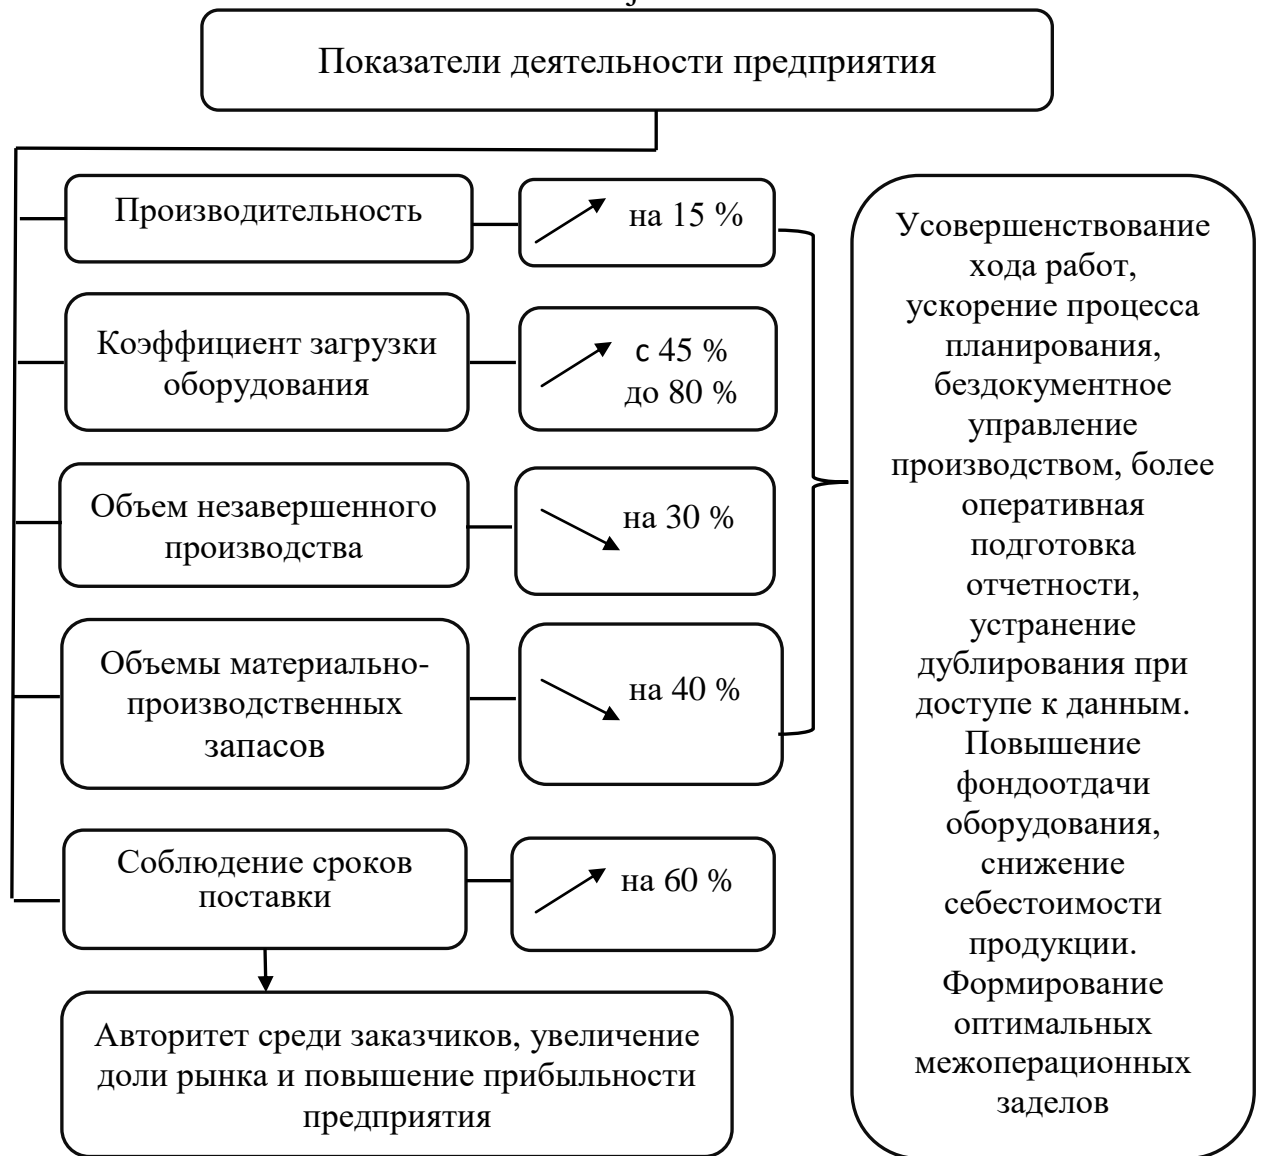 Показатели деятельности предприятия
Производительность
на 15 %
Коэффициент загрузки
оборудования
с 45 %
до 80 %
Объем незавершенного
производства
на 30 %
Объемы материально-
производственных
запасов
на 40 %
Соблюдение сроков
поставки
на 60 %
Авторитет среди заказчиков, увеличение
доли рынка и повышение прибыльности
предприятия
Усовершенствование
хода работ,
ускорение процесса
планирования,
бездокументное
управление
производством, более
оперативная
подготовка
отчетности,
устранение
дублирования при
доступе к данным.
Повышение
фондоотдачи
оборудования,
снижение
себестоимости
продукции.
Формирование
оптимальных
межоперационных
заделов